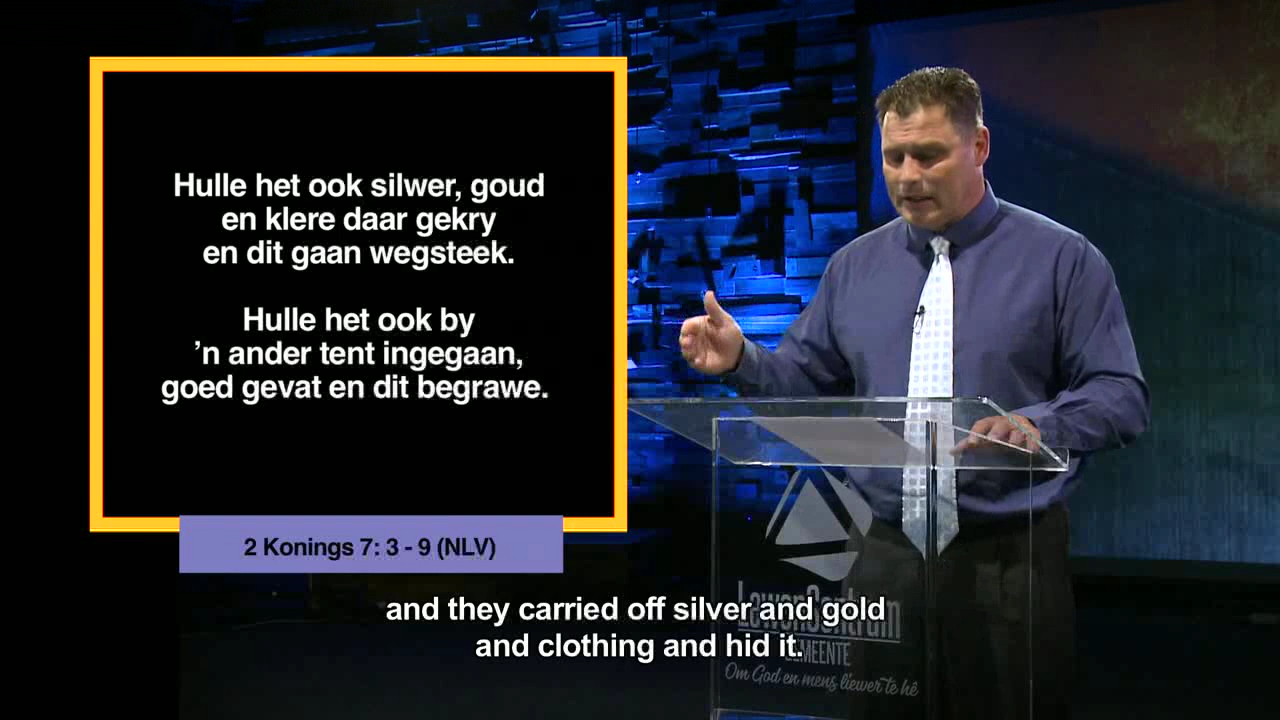 Hulle het ook silwer, goud
en klere daar gekry
en dit gaan wegsteek.
Hulle het ook by
’n ander tent ingegaan,
goed gevat en dit begrawe.
2 Konings 7: 3 - 9 (NLV)
and they carried off silver and gold
and clothing and hid it.
LewenSentrum
GEMEENTE
Om God en mens liewer te hê